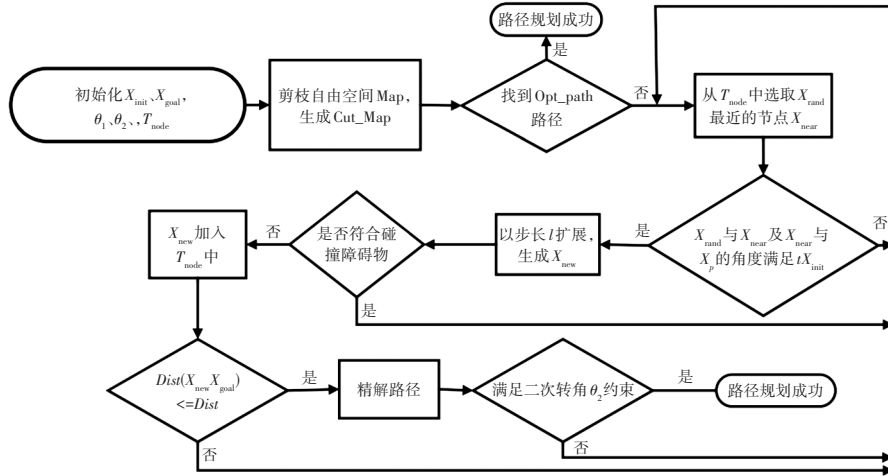 路径规划成功
是
初始化X_init、X_goal,
θ_1、θ_2、,T_node
剪枝自由空间Map,
生成Cut_Map
找到Opt_path
路径
否
从T_node中选取X_rand
最近的节点X_near
X_rand与X_near及X_near与
X_p的角度满足tX_init
否
是
以步长l扩展,
生成X_new
是否符合碰
撞障碍物
否
是
X_new加入
T_node中
Dist(X_new X_goal)
<=Dist
是
否
精解路径
满足二次转角θ_2约束
是
否
路径规划成功